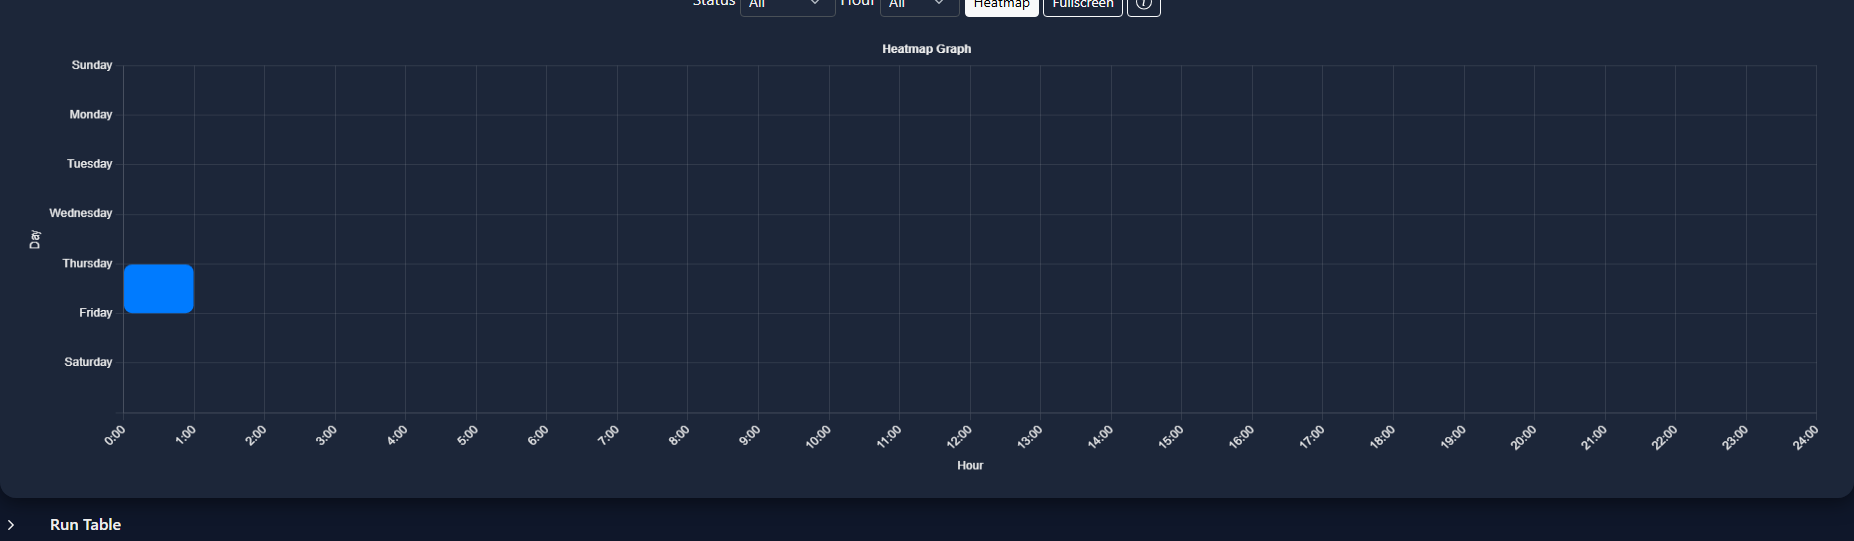 Status All Hour All Heatmap Fullscreen
Heatmap Graph
Sunday
Monday
Tuesday
Wednesday
Day
Thursday
Friday
Saturday
0:00 1:00 2:00 3:00 4:00 5:00 6:00 7:00 8:00 9:00 10:00 11:00 12:00 13:00 14:00 15:00 16:00 17:00 18:00 19:00 20:00 21:00 22:00 23:00 24:00
Hour
Run Table